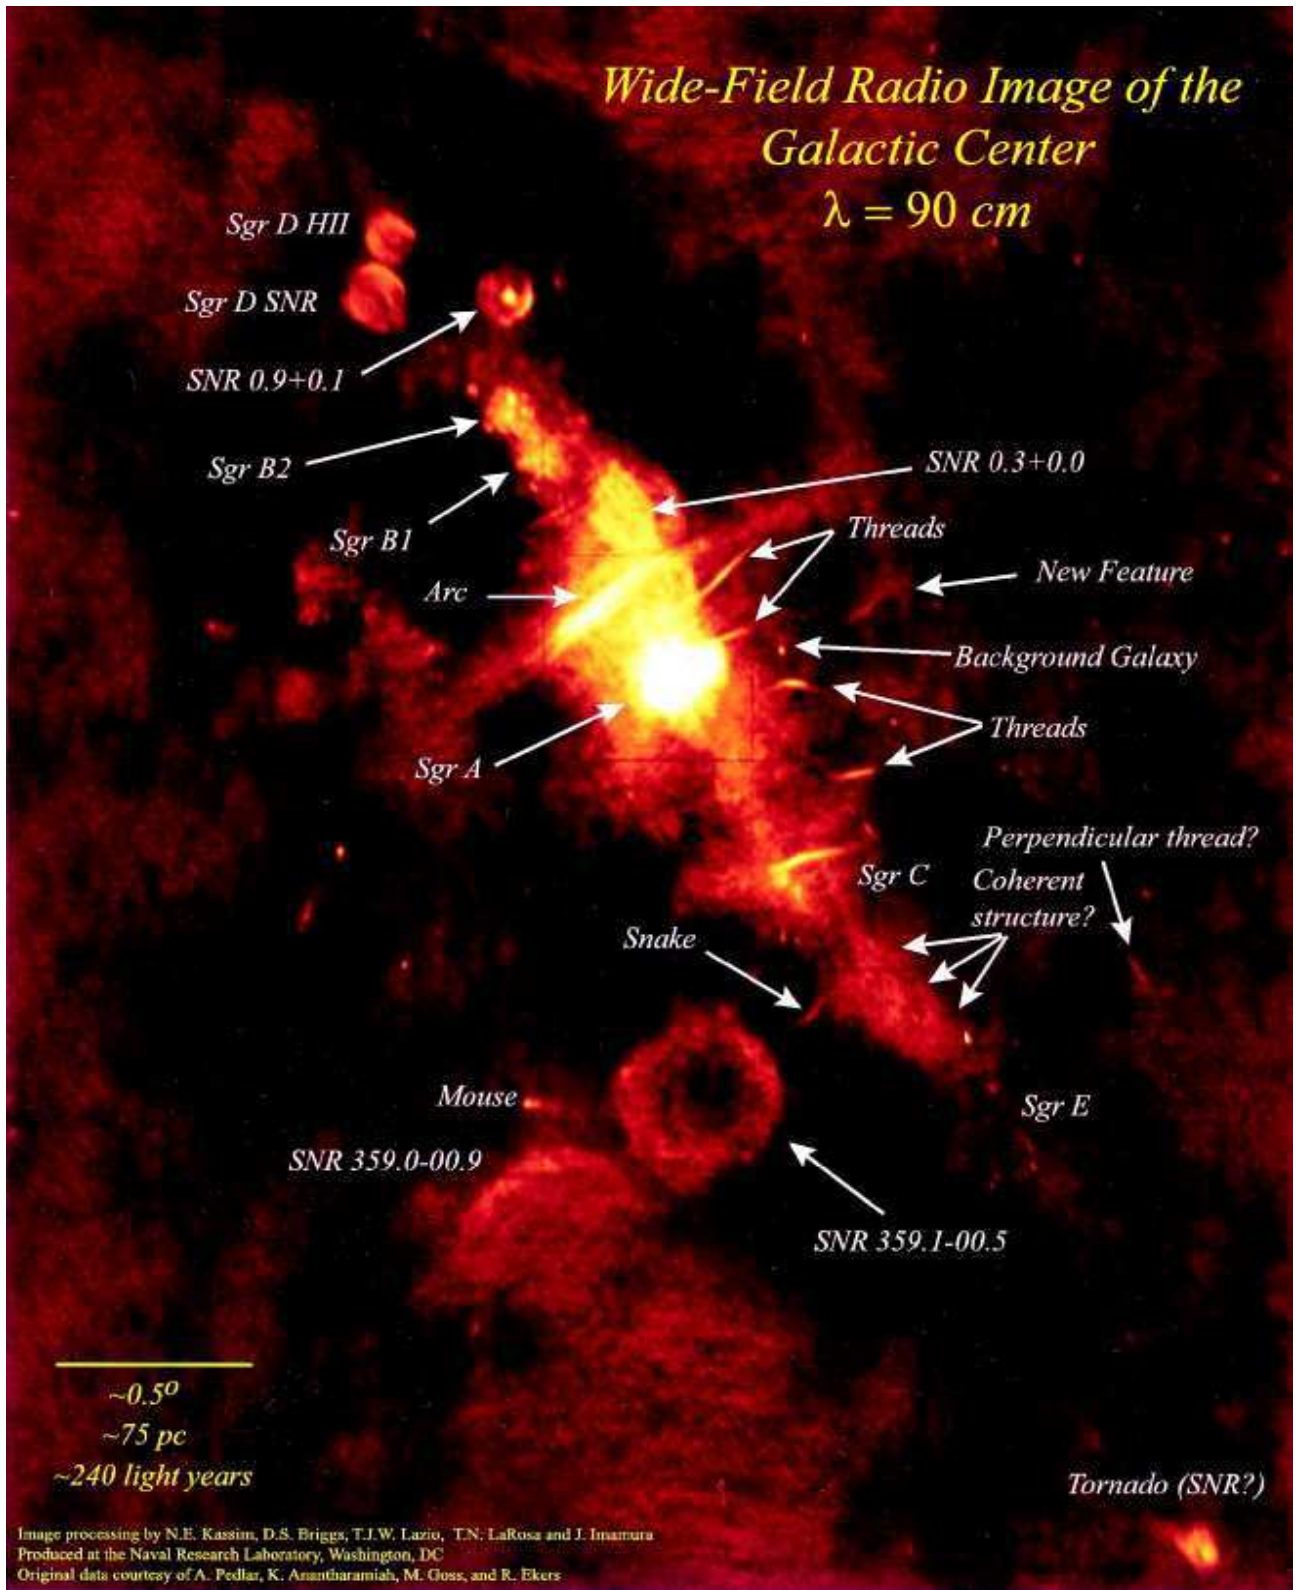 Wide-Field Radio Image of the
Galactic Center
λ = 90 cm
Sgr D HII
Sgr D SNR
SNR 0.9+0.1
Sgr B2
SNR 0.3+0.0
Sgr B1
Threads
New Feature
Arc
Background Galaxy
Threads
Sgr A
Perpendicular thread?
Sgr C
Coherent
structure?
Snake
Mouse
Sgr E
SNR 359.0-00.9
SNR 359.1-00.5
~0.5°
~75 pc
~240 light years
Tornado (SNR?)
Image processing by N.E. Kassim, D.S. Briggs, T.J.W. Lazio, T.N. LaRosa and J. Imamura
Produced at the Naval Research Laboratory, Washington, DC
Original data courtesy of A. Pedlar, K. Anantharamiah, M. Goss, and R. Ekers